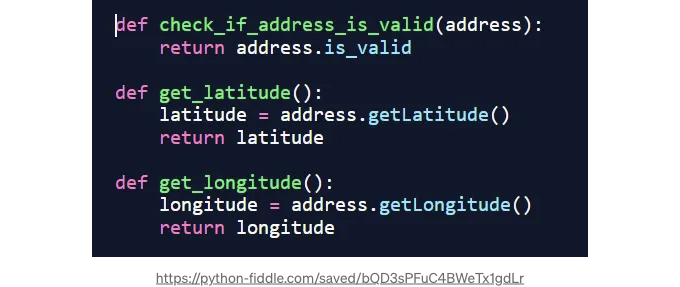 def check_if_address_is_valid(address):
    return address.is_valid
def get_latitude():
    latitude = address.getLatitude()
    return latitude
def get_longitude():
    longitude = address.getLongitude()
    return longitude
https://python-fiddle.com/saved/bQD3sPFuC4BWeTx1gdLr